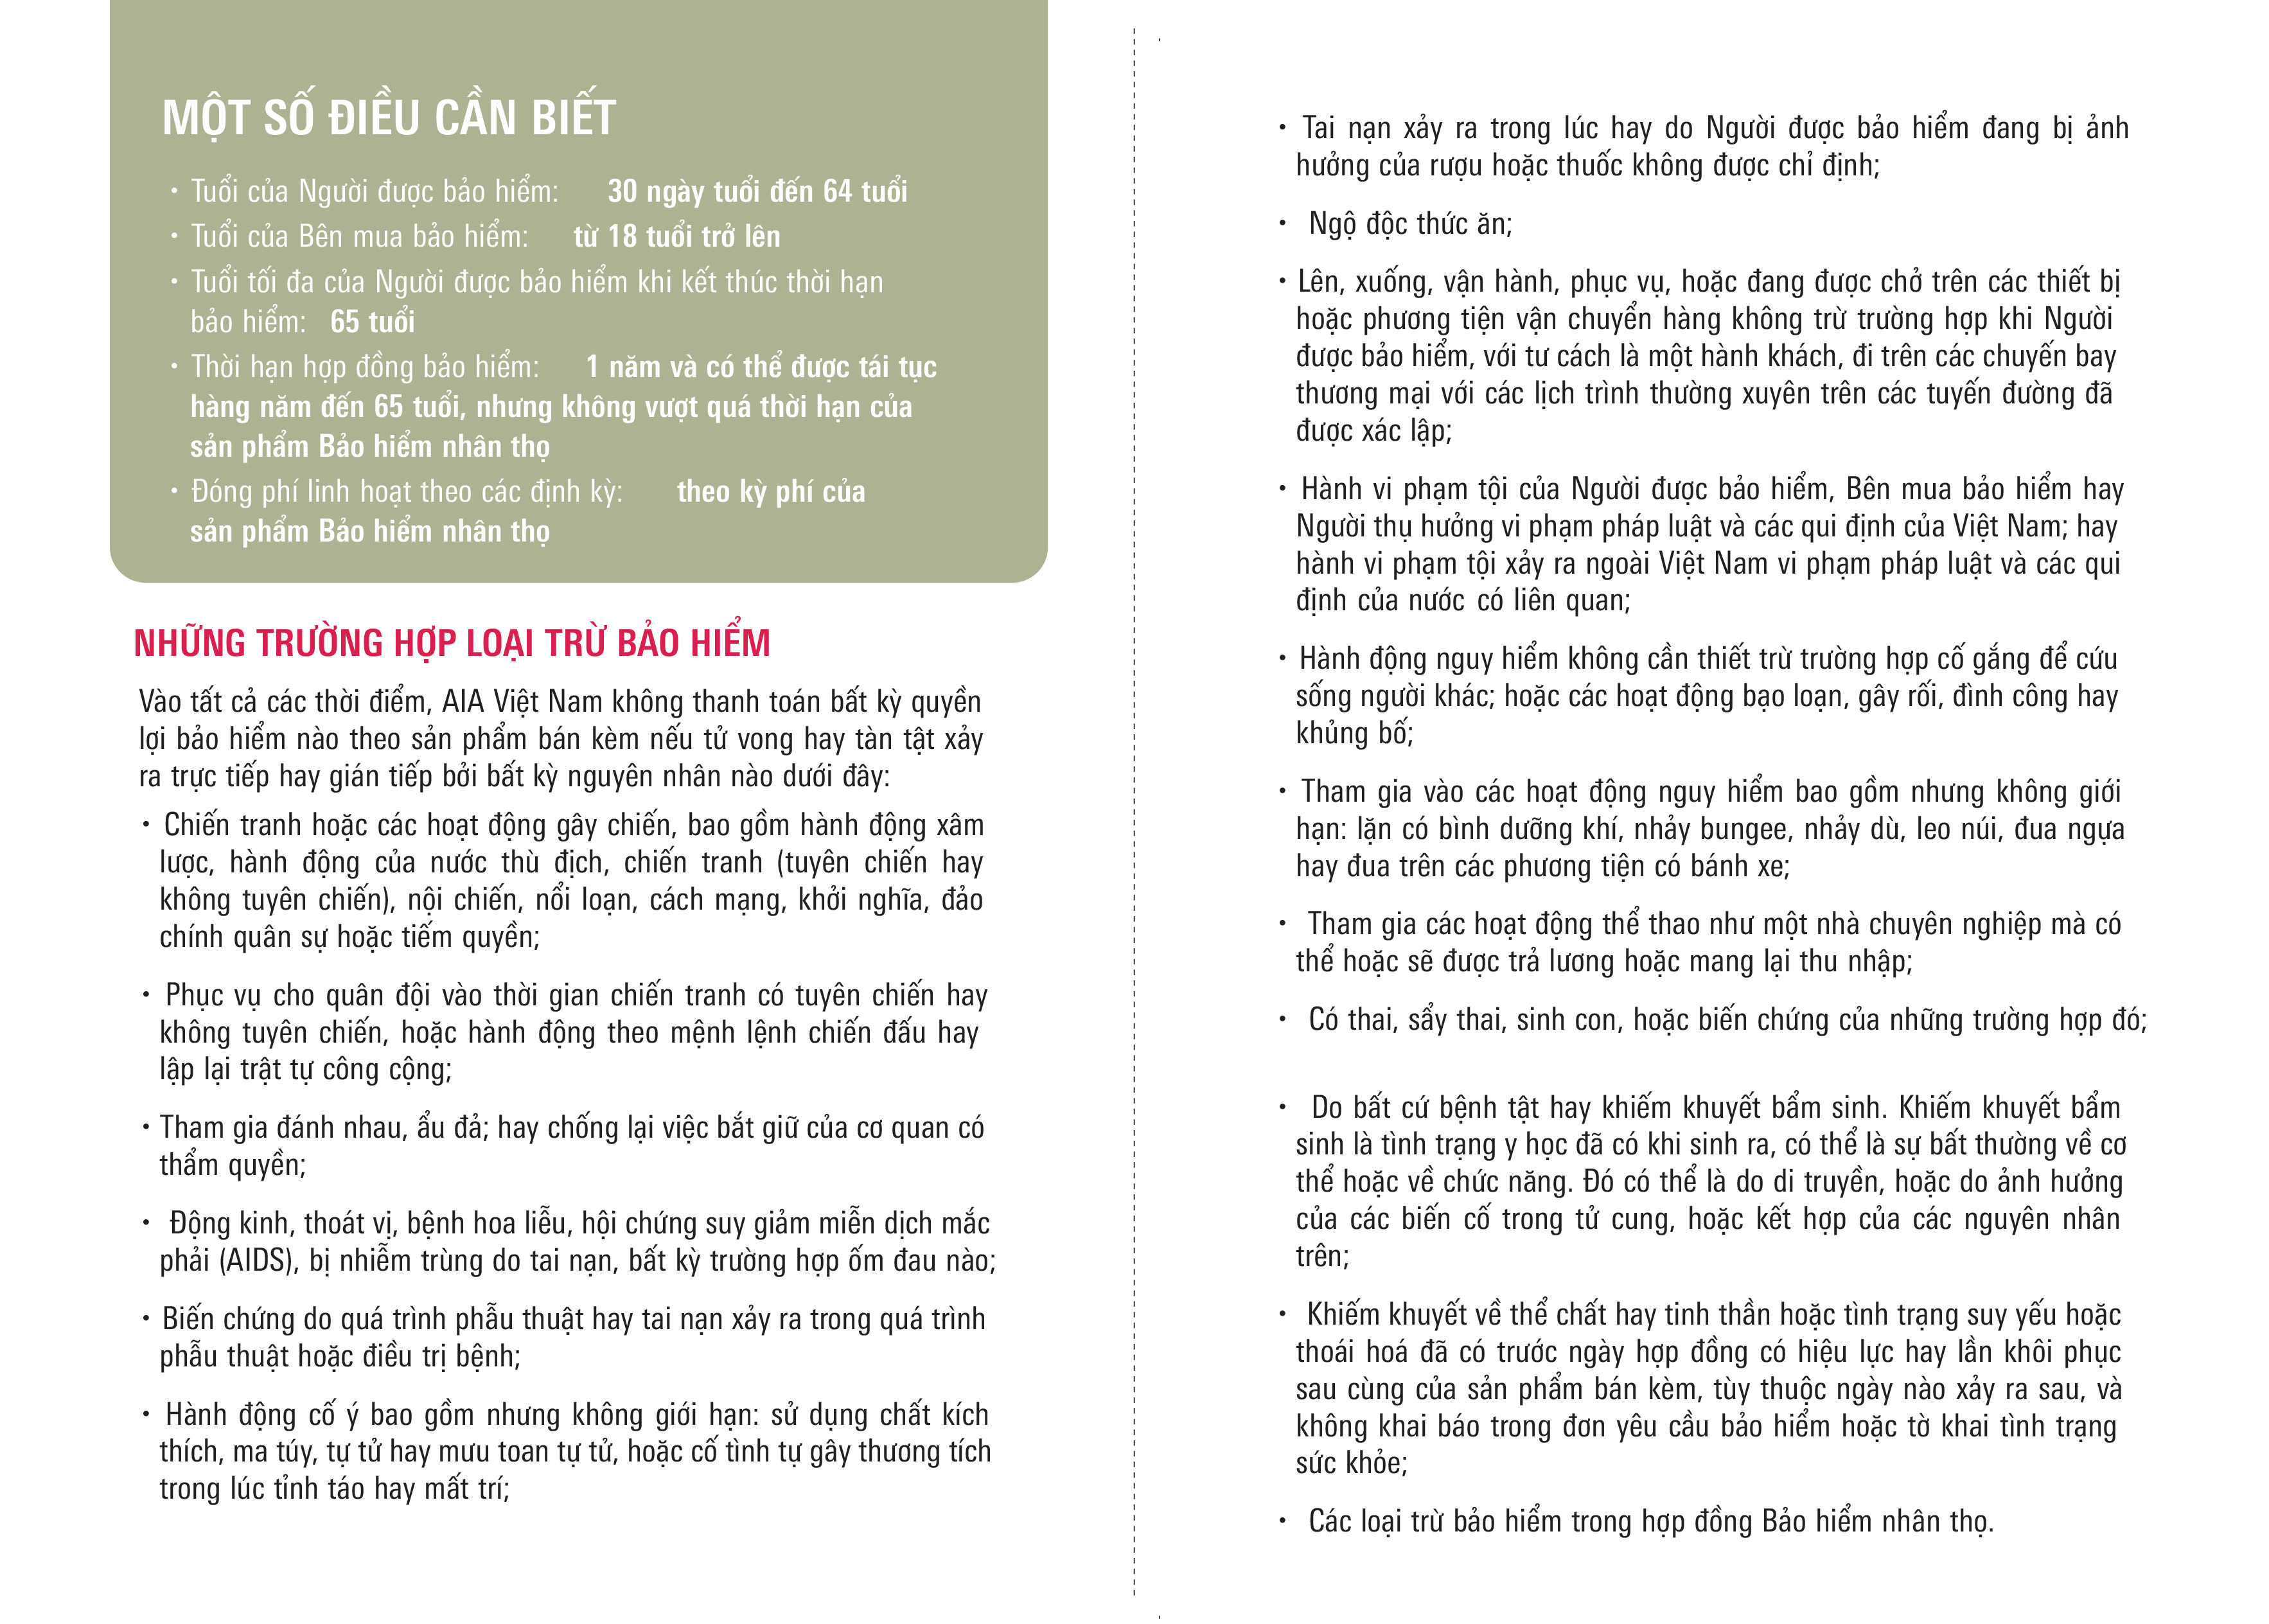 MỘT SỐ ĐIỀU CẦN BIẾT
• Tuổi của Người được bảo hiểm: 30 ngày tuổi đến 64 tuổi
• Tuổi của Bên mua bảo hiểm: từ 18 tuổi trở lên
• Tuổi tối đa của Người được bảo hiểm khi kết thúc thời hạn
bảo hiểm: 65 tuổi
• Thời hạn hợp đồng bảo hiểm: 1 năm và có thể được tái tục
hàng năm đến 65 tuổi, nhưng không vượt quá thời hạn của
sản phẩm Bảo hiểm nhân thọ
• Đóng phí linh hoạt theo các định kỳ: theo kỳ phí của
sản phẩm Bảo hiểm nhân thọ
NHỮNG TRƯỜNG HỢP LOẠI TRỪ BẢO HIỂM
Vào tất cả các thời điểm, AIA Việt Nam không thanh toán bất kỳ quyền
lợi bảo hiểm nào theo sản phẩm bán kèm nếu tử vong hay tàn tật xảy
ra trực tiếp hay gián tiếp bởi bất kỳ nguyên nhân nào dưới đây:
• Chiến tranh hoặc các hoạt động gây chiến, bao gồm hành động xâm
lược, hành động của nước thù địch, chiến tranh (tuyên chiến hay
không tuyên chiến), nội chiến, nổi loạn, cách mạng, khởi nghĩa, đảo
chính quân sự hoặc tiếm quyền;
• Phục vụ cho quân đội vào thời gian chiến tranh có tuyên chiến hay
không tuyên chiến, hoặc hành động theo mệnh lệnh chiến đấu hay
lập lại trật tự công cộng;
• Tham gia đánh nhau, ẩu đả; hay chống lại việc bắt giữ của cơ quan có
thẩm quyền;
• Động kinh, thoát vị, bệnh hoa liễu, hội chứng suy giảm miễn dịch mắc
phải (AIDS), bị nhiễm trùng do tai nạn, bất kỳ trường hợp ốm đau nào;
• Biến chứng do quá trình phẫu thuật hay tai nạn xảy ra trong quá trình
phẫu thuật hoặc điều trị bệnh;
• Hành động cố ý bao gồm nhưng không giới hạn: sử dụng chất kích
thích, ma túy, tự tử hay mưu toan tự tử, hoặc cố tình tự gây thương tích
trong lúc tỉnh táo hay mất trí;
• Tai nạn xảy ra trong lúc hay do Người được bảo hiểm đang bị ảnh
hưởng của rượu hoặc thuốc không được chỉ định;
• Ngộ độc thức ăn;
• Lên, xuống, vận hành, phục vụ, hoặc đang được chở trên các thiết bị
hoặc phương tiện vận chuyển hàng không trừ trường hợp khi Người
được bảo hiểm, với tư cách là một hành khách, đi trên các chuyến bay
thương mại với các lịch trình thường xuyên trên các tuyến đường đã
được xác lập;
• Hành vi phạm tội của Người được bảo hiểm, Bên mua bảo hiểm hay
Người thụ hưởng vi phạm pháp luật và các qui định của Việt Nam; hay
hành vi phạm tội xảy ra ngoài Việt Nam vi phạm pháp luật và các qui
định của nước có liên quan;
• Hành động nguy hiểm không cần thiết trừ trường hợp cố gắng để cứu
sống người khác; hoặc các hoạt động bạo loạn, gây rối, đình công hay
khủng bố;
• Tham gia vào các hoạt động nguy hiểm bao gồm nhưng không giới
hạn: lặn có bình dưỡng khí, nhảy bungee, nhảy dù, leo núi, đua ngựa
hay đua trên các phương tiện có bánh xe;
• Tham gia các hoạt động thể thao như một nhà chuyên nghiệp mà có
thể hoặc sẽ được trả lương hoặc mang lại thu nhập;
• Có thai, sẩy thai, sinh con, hoặc biến chứng của những trường hợp đó;
• Do bất cứ bệnh tật hay khiếm khuyết bẩm sinh. Khiếm khuyết bẩm
sinh là tình trạng y học đã có khi sinh ra, có thể là sự bất thường về cơ
thể hoặc về chức năng. Đó có thể là do di truyền, hoặc do ảnh hưởng
của các biến cố trong tử cung, hoặc kết hợp của các nguyên nhân
trên;
• Khiếm khuyết về thể chất hay tinh thần hoặc tình trạng suy yếu hoặc
thoái hoá đã có trước ngày hợp đồng có hiệu lực hay lần khôi phục
sau cùng của sản phẩm bán kèm, tùy thuộc ngày nào xảy ra sau, và
không khai báo trong đơn yêu cầu bảo hiểm hoặc tờ khai tình trạng
sức khỏe;
• Các loại trừ bảo hiểm trong hợp đồng Bảo hiểm nhân thọ.